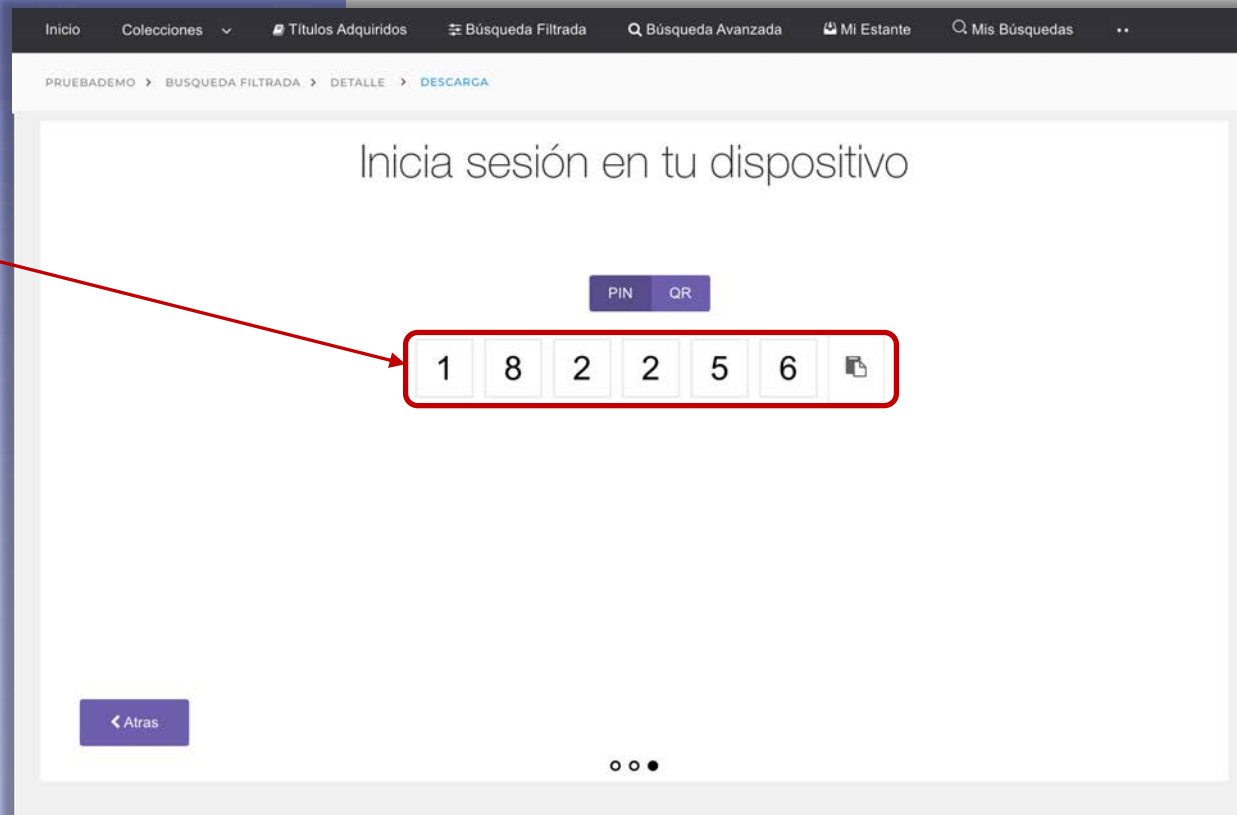 Inicio Colecciones Títulos Adquiridos Búsqueda Filtrada Búsqueda Avanzada Mi Estante Mis Búsquedas ..
PRUEBADEMO > BUSQUEDA FILTRADA > DETALLE > DESCARGA
Inicia sesión en tu dispositivo
PIN QR
1 8 2 2 5 6
Atras